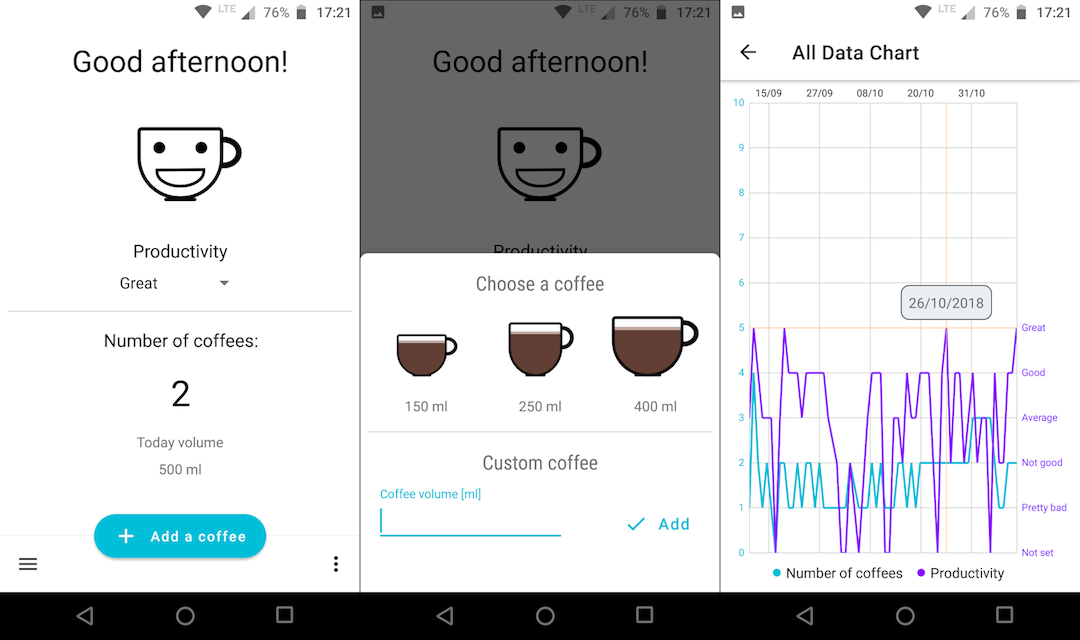 LTE 76% 17:21
Good afternoon!
Productivity
Great
Number of coffees:
2
Today volume
500 ml
+ Add a coffee
LTE 76% 17:21
Good afternoon!
Productivity
Choose a coffee
150 ml 250 ml 400 ml
Custom coffee
Coffee volume [ml]
Add
LTE 76% 17:21
All Data Chart
15/09 27/09 08/10 20/10 31/10
10
9
8
7
6
26/10/2018
5 Great
4 Good
3 Average
2 Not good
1 Pretty bad
0 Not set
Number of coffees Productivity